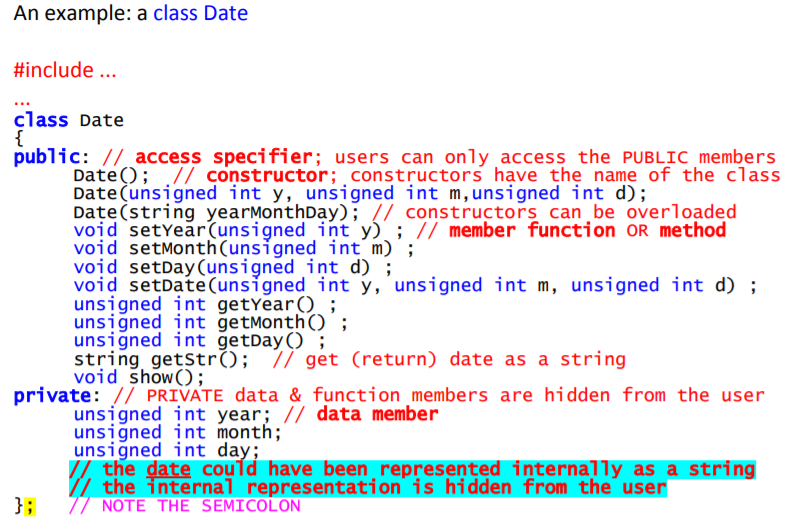 An example: a class Date
#include ...
...
class Date
{
public: // access specifier; users can only access the PUBLIC members
Date(); // constructor; constructors have the name of the class
Date(unsigned int y, unsigned int m,unsigned int d);
Date(string yearMonthDay); // constructors can be overloaded
void setYear(unsigned int y) ; // member function OR method
void setMonth(unsigned int m) ;
void setDay(unsigned int d) ;
void setDate(unsigned int y, unsigned int m, unsigned int d) ;
unsigned int getYear() ;
unsigned int getMonth() ;
unsigned int getDay() ;
string getStr(); // get (return) date as a string
void show();
private: // PRIVATE data & function members are hidden from the user
unsigned int year; // data member
unsigned int month;
unsigned int day;
// the date could have been represented internally as a string
// the internal representation is hidden from the user
}; // NOTE THE SEMICOLON